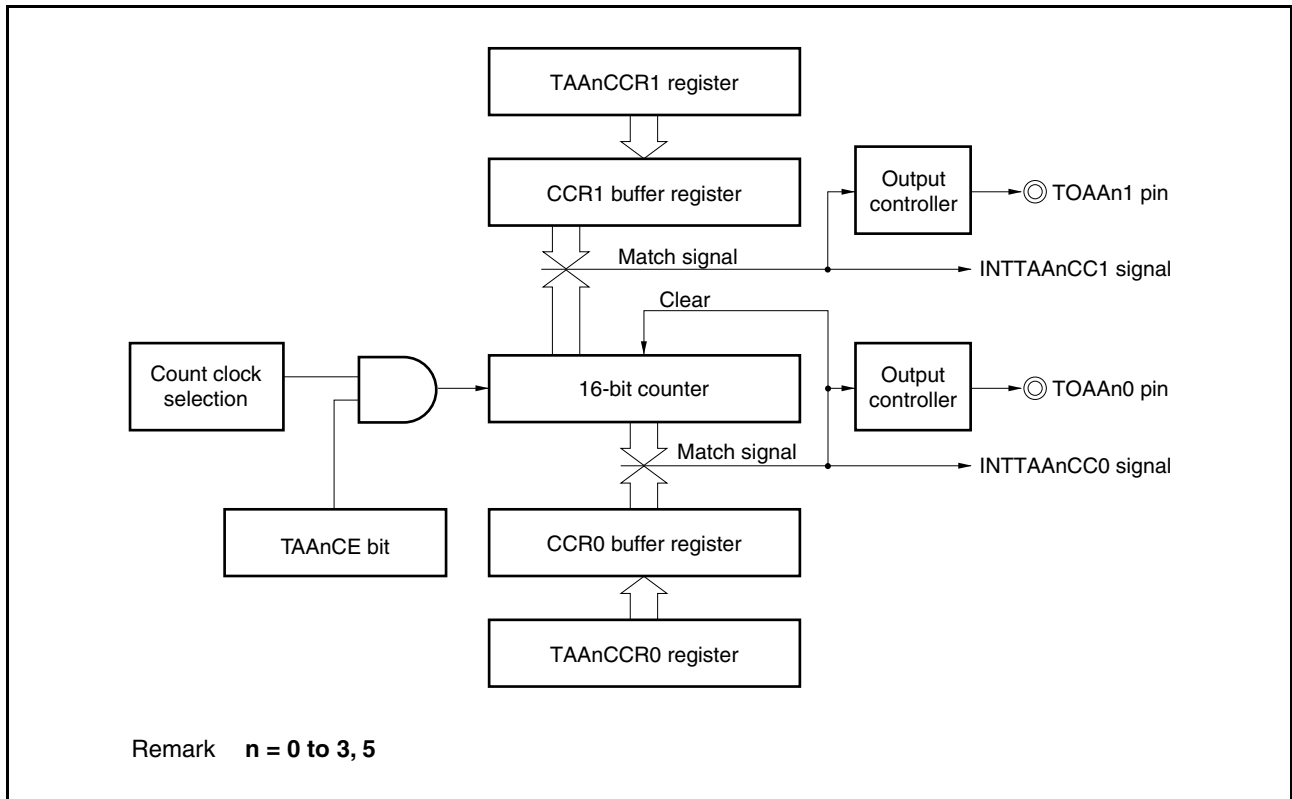 TAAnCCR1 register
CCR1 buffer register
Output
controller
TOAAn1 pin
Match signal
INTTAAnCC1 signal
Clear
Count clock
selection
16-bit counter
Output
controller
TOAAn0 pin
Match signal
INTTAAnCC0 signal
TAAnCE bit
CCR0 buffer register
TAAnCCR0 register
Remark n = 0 to 3, 5